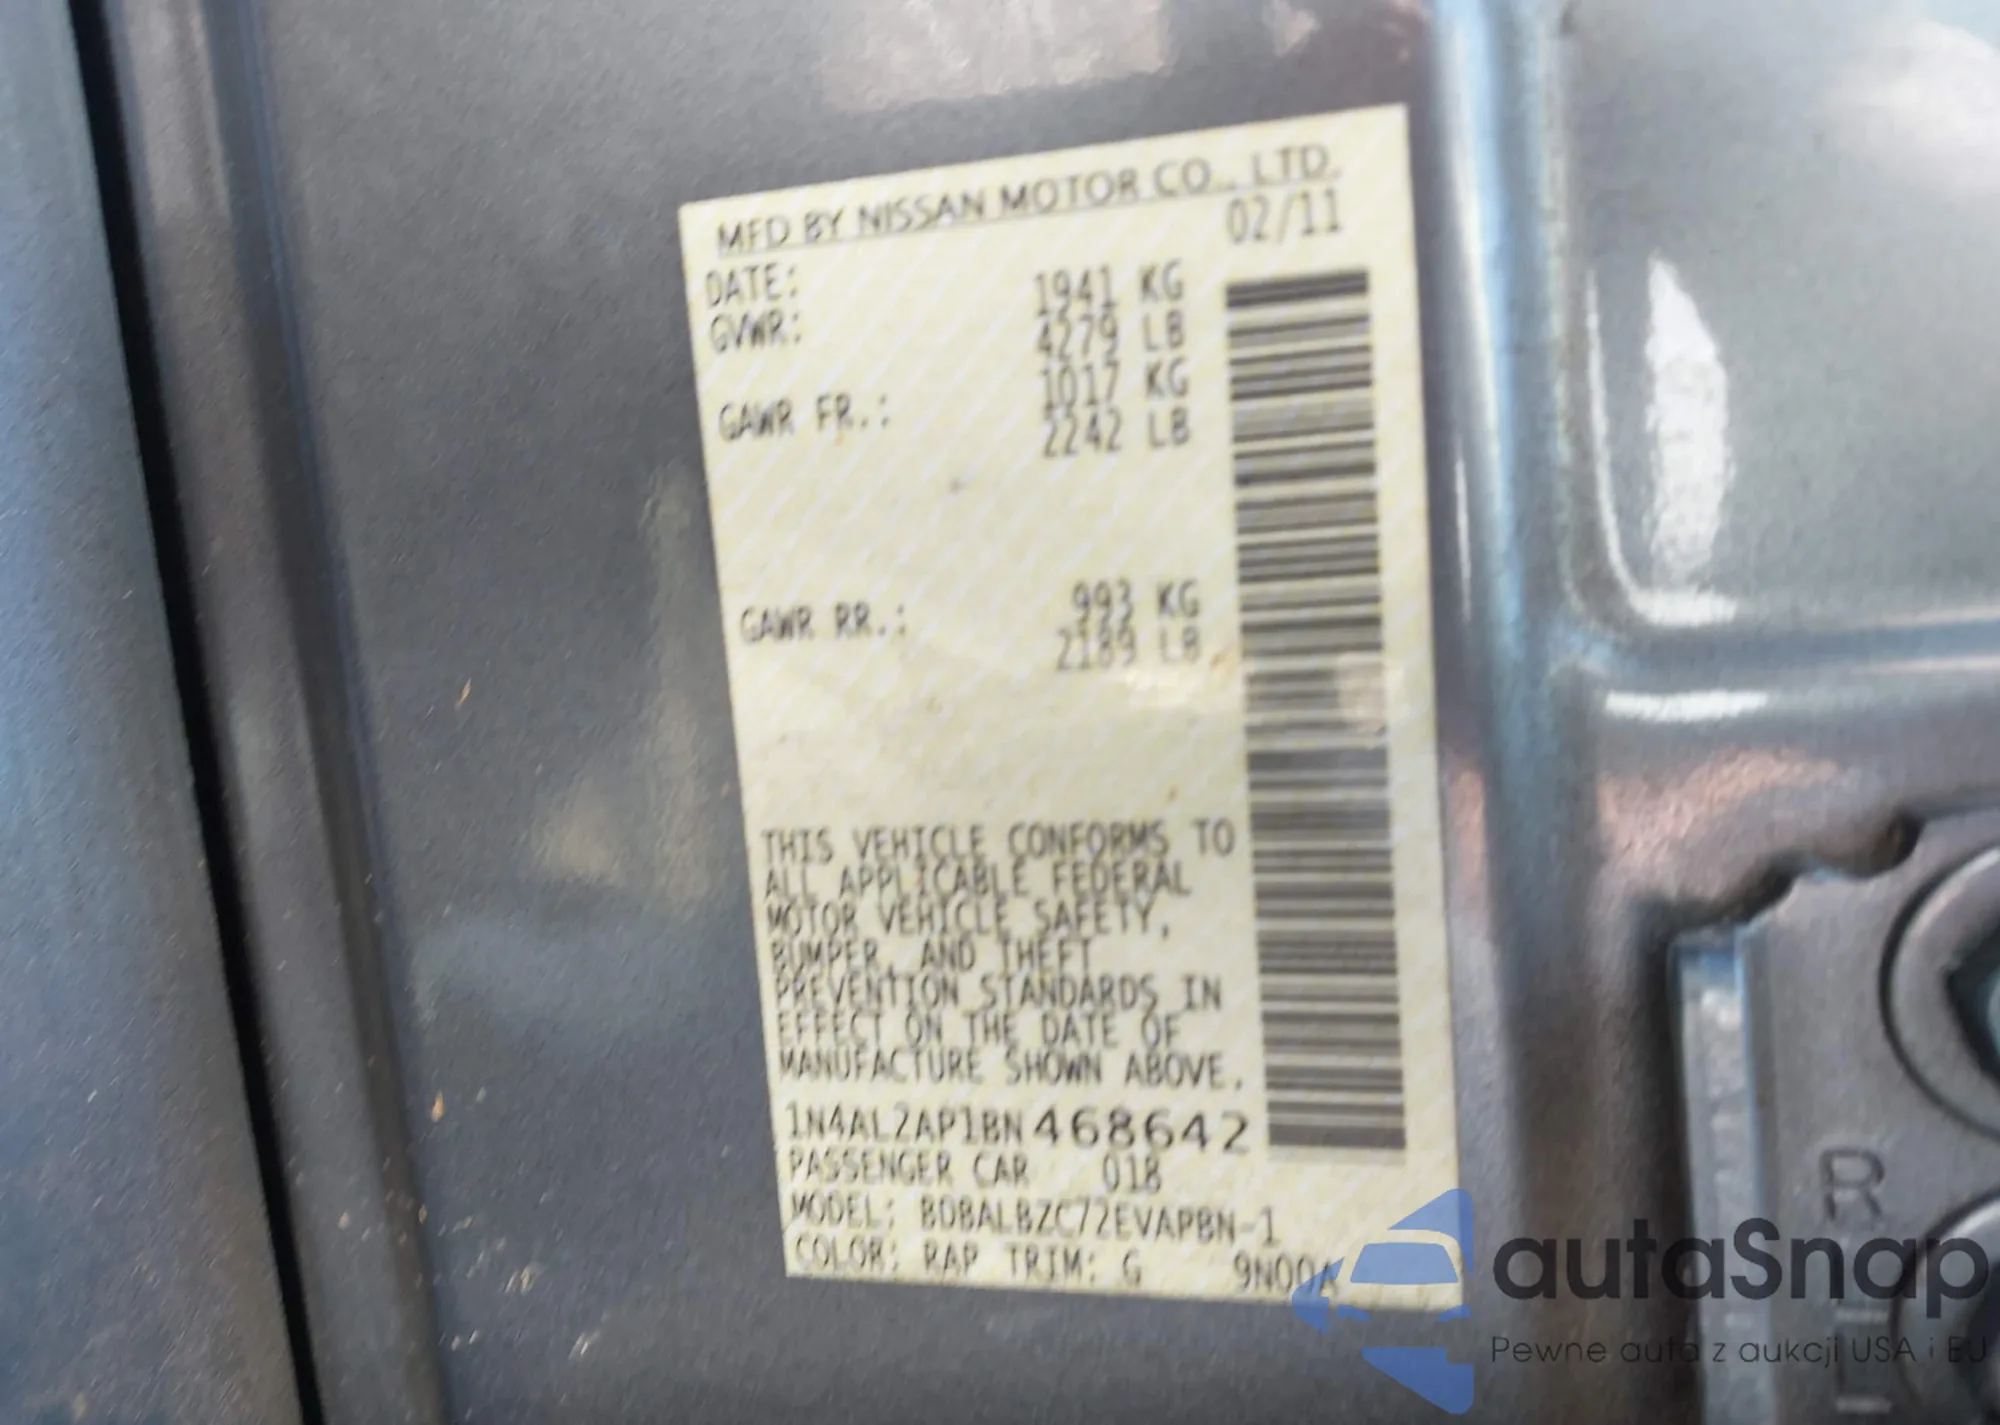 MFD BY NISSAN MOTOR CO., LTD.
DATE: 02/11
GVWR: 1941 KG
4279 LB
GAWR FR.: 1017 KG
2242 LB
GAWR RR.: 993 KG
2189 LB
THIS VEHICLE CONFORMS TO
ALL APPLICABLE FEDERAL
MOTOR VEHICLE SAFETY,
BUMPER, AND THEFT
PREVENTION STANDARDS IN
EFFECT ON THE DATE OF
MANUFACTURE SHOWN ABOVE.
1N4AL2AP1BN468642
PASSENGER CAR 018
MODEL: BDBALBZC72EVAPBN-1
COLOR: RAP TRIM: G 9N00A
autaSnap
Pewne auta z aukcji USA i EU